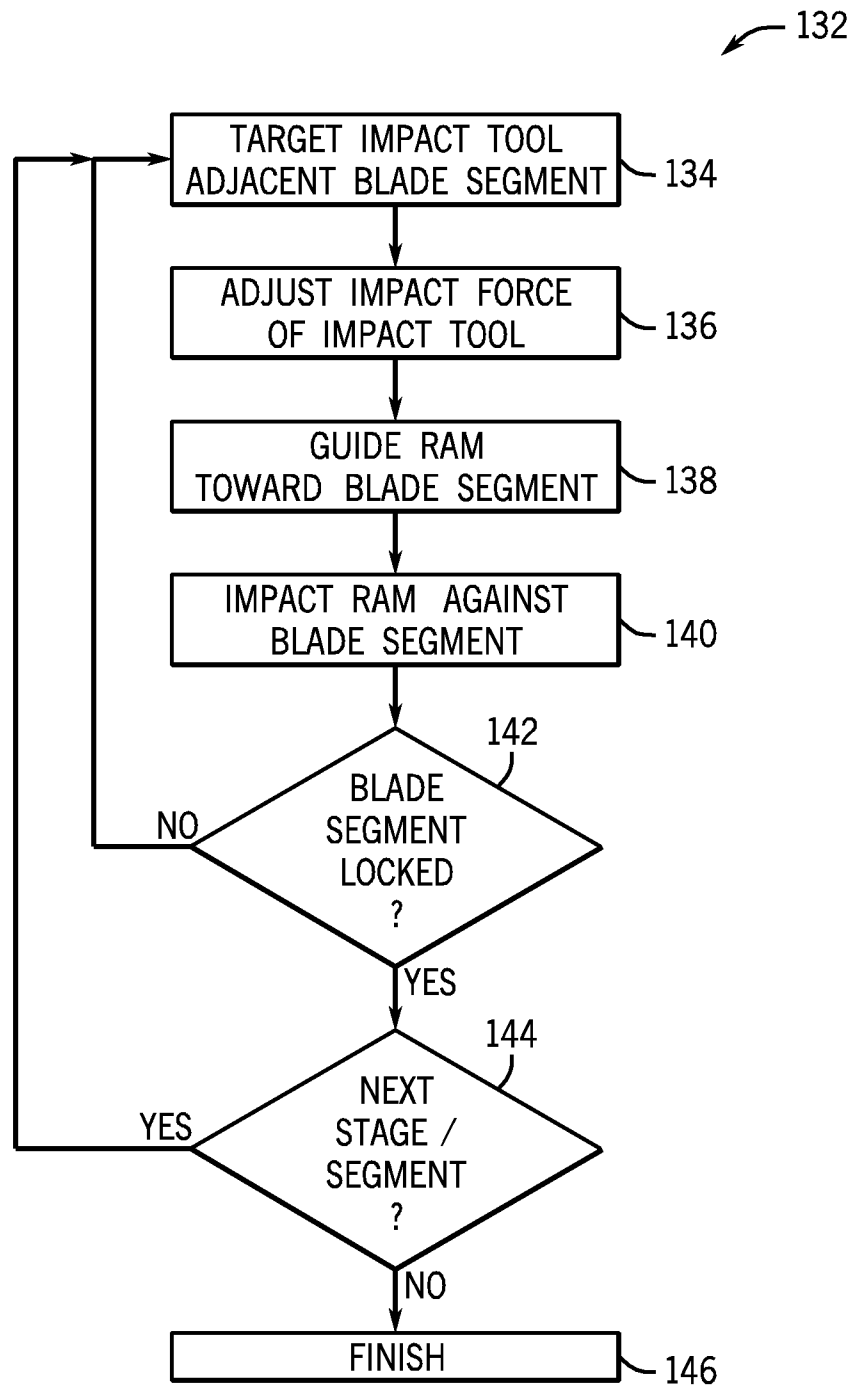 132
TARGET IMPACT TOOL
ADJACENT BLADE SEGMENT
134
ADJUST IMPACT FORCE
OF IMPACT TOOL
136
GUIDE RAM
TOWARD BLADE SEGMENT
138
IMPACT RAM AGAINST
BLADE SEGMENT
140
142
BLADE
SEGMENT
LOCKED
?
NO
YES
144
NEXT
STAGE /
SEGMENT
?
YES
NO
FINISH
146